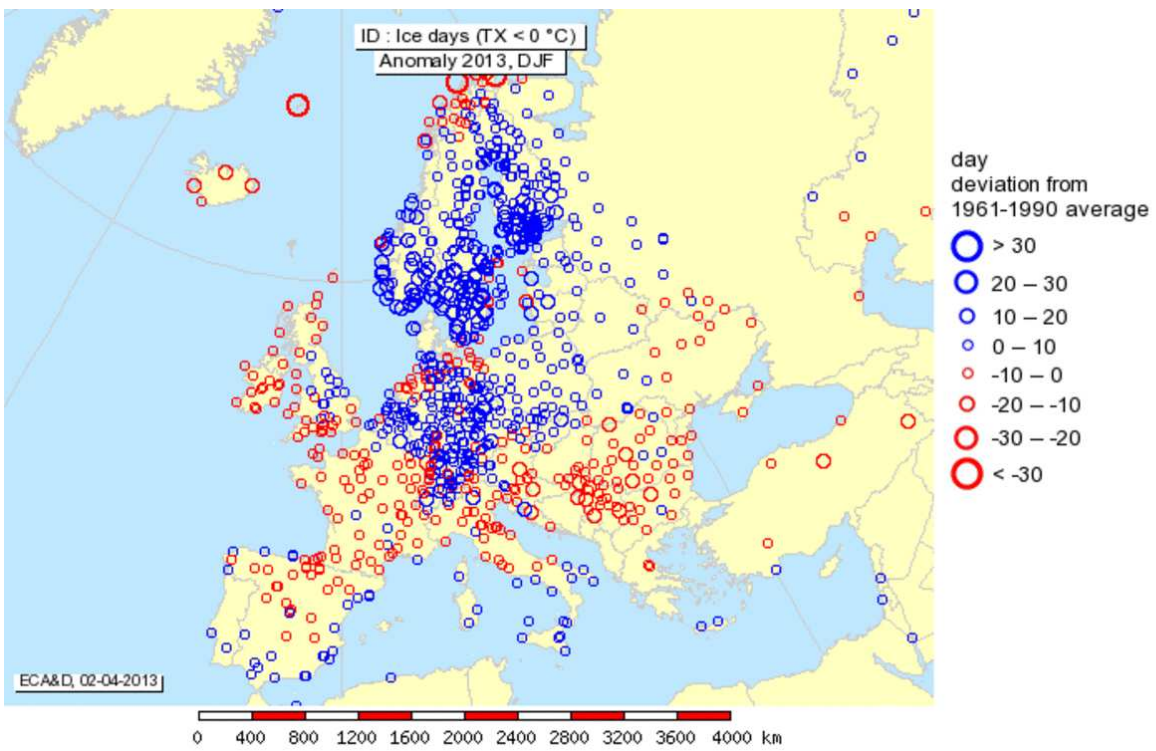 ID : Ice days (TX < 0 °C)
Anomaly 2013, DJF
day
deviation from
1961-1990 average
> 30
20 – 30
10 – 20
0 – 10
-10 – 0
-20 – -10
-30 – -20
< -30
ECA&D, 02-04-2013
0 400 800 1200 1600 2000 2400 2800 3200 3600 4000 km